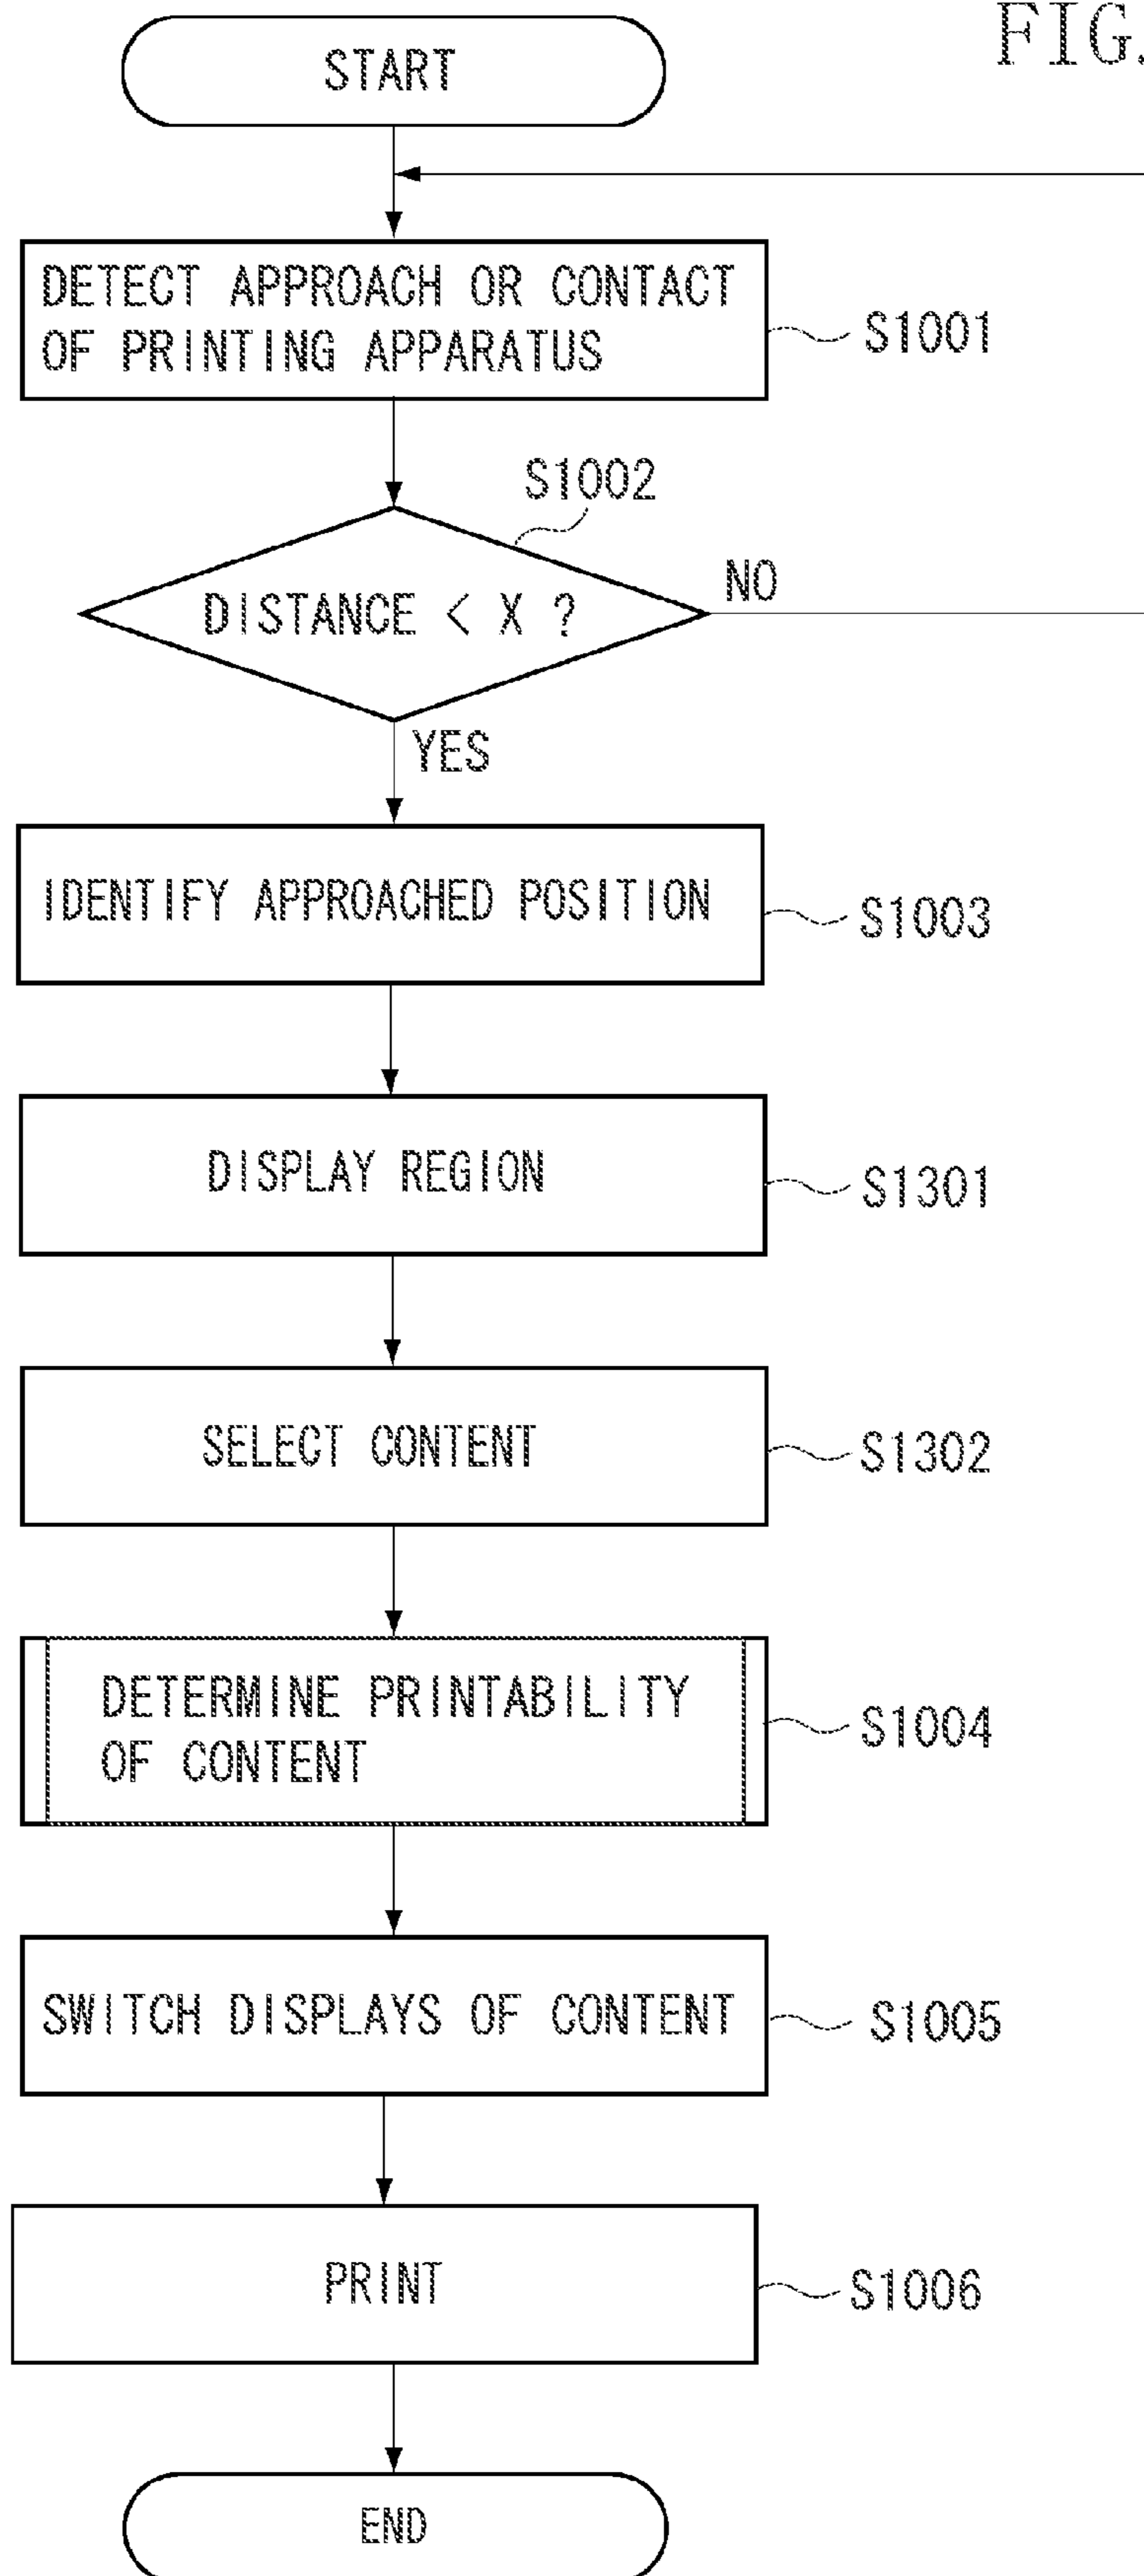 FIG.
START
DETECT APPROACH OR CONTACT
OF PRINTING APPARATUS
S1001
S1002
DISTANCE < X ?
NO
YES
IDENTIFY APPROACHED POSITION
S1003
DISPLAY REGION
S1301
SELECT CONTENT
S1302
DETERMINE PRINTABILITY
OF CONTENT
S1004
SWITCH DISPLAYS OF CONTENT
S1005
PRINT
S1006
END